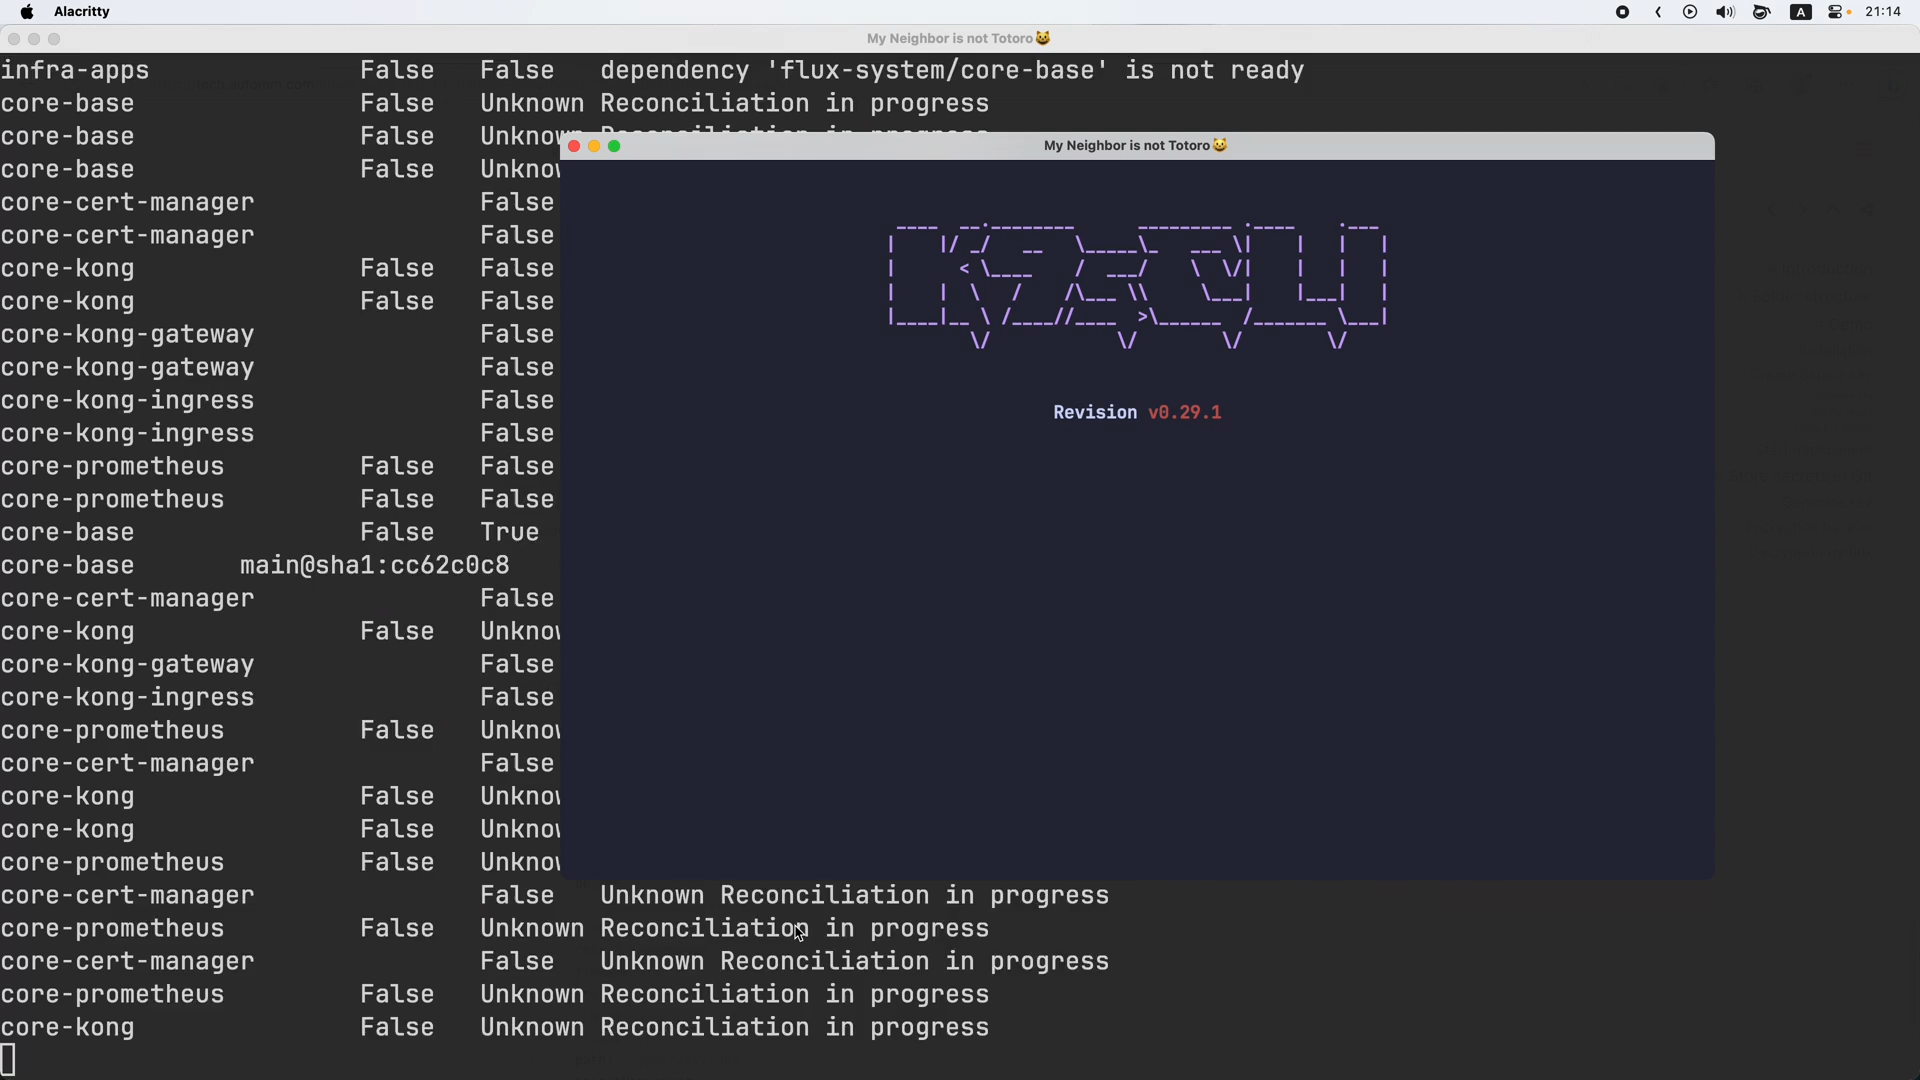 Alacritty
A
21:14
My Neighbor is not Totoro😺
infra-apps False False dependency 'flux-system/core-base' is not ready
core-base False Unknown Reconciliation in progress
core-base False
core-base False
core-cert-manager False
core-cert-manager False
core-kong False False
core-kong False False
core-kong-gateway False
core-kong-gateway False
core-kong-ingress False
core-kong-ingress False
core-prometheus False False
core-prometheus False False
core-base False True
core-base main@sha1:cc62c0c8
core-cert-manager False
core-kong False
core-kong-gateway False
core-kong-ingress False
core-prometheus False
core-cert-manager False
core-kong False
core-kong False
core-prometheus False
core-cert-manager False Unknown Reconciliation in progress
core-prometheus False Unknown Reconciliation in progress
core-cert-manager False Unknown Reconciliation in progress
core-prometheus False Unknown Reconciliation in progress
core-kong False Unknown Reconciliation in progress
My Neighbor is not Totoro😺
Revision v0.29.1